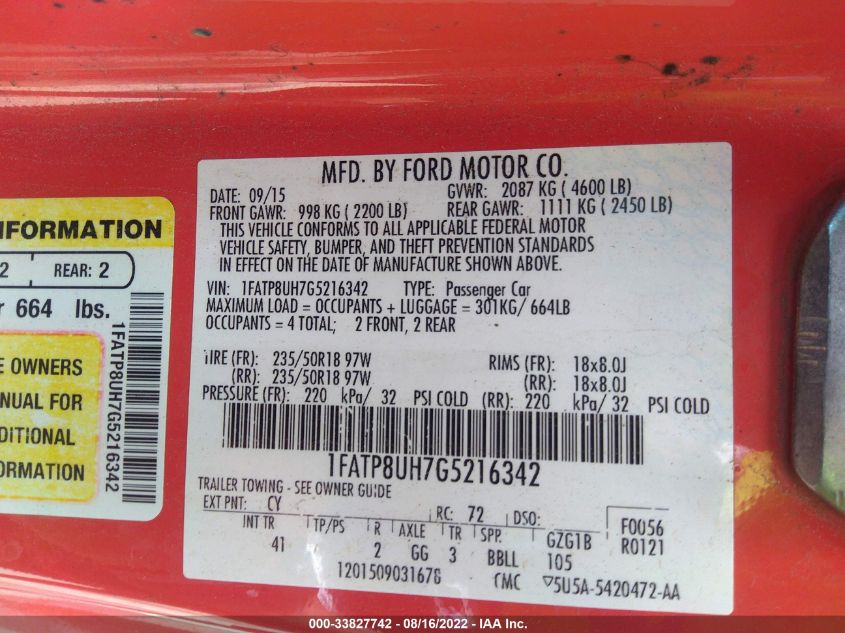 INFORMATION
2 REAR: 2
664 lbs.
OWNERS
FOR
1FATP8UH7G5216342
MFD. BY FORD MOTOR CO.
DATE: 09/15 GVWR: 2087 KG ( 4600 LB)
FRONT GAWR: 998 KG ( 2200 LB) REAR GAWR: 1111 KG ( 2450 LB)
THIS VEHICLE CONFORMS TO ALL APPLICABLE FEDERAL MOTOR
VEHICLE SAFETY, BUMPER, AND THEFT PREVENTION STANDARDS
IN EFFECT ON THE DATE OF MANUFACTURE SHOWN ABOVE.
VIN: 1FATP8UH7G5216342 TYPE: Passenger Car
MAXIMUM LOAD = OCCUPANTS + LUGGAGE = 301KG/ 664LB
OCCUPANTS = 4 TOTAL; 2 FRONT, 2 REAR
TIRE (FR): 235/50R18 97W RIMS (FR): 18x8.0J
(RR): 235/50R18 97W (RR): 18x8.0J
PRESSURE (FR): 220 kPa/ 32 PSI COLD (RR): 220 kPa/ 32 PSI COLD
1FATP8UH7G5216342
TRAILER TOWING - SEE OWNER GUIDE
EXT PNT: CY RC: 72 DSO: F0056
INT TR TP/PS R AXLE TR SPR GZG1B R0121
41 2 GG 3 BBLL 105
1201509031678 CMC ▽5U5A-5420472-AA
000-33827742 - 08/16/2022 - IAA Inc.